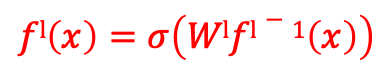 fˡ(x) = σ(Wˡfˡ ⁻ ¹(x))